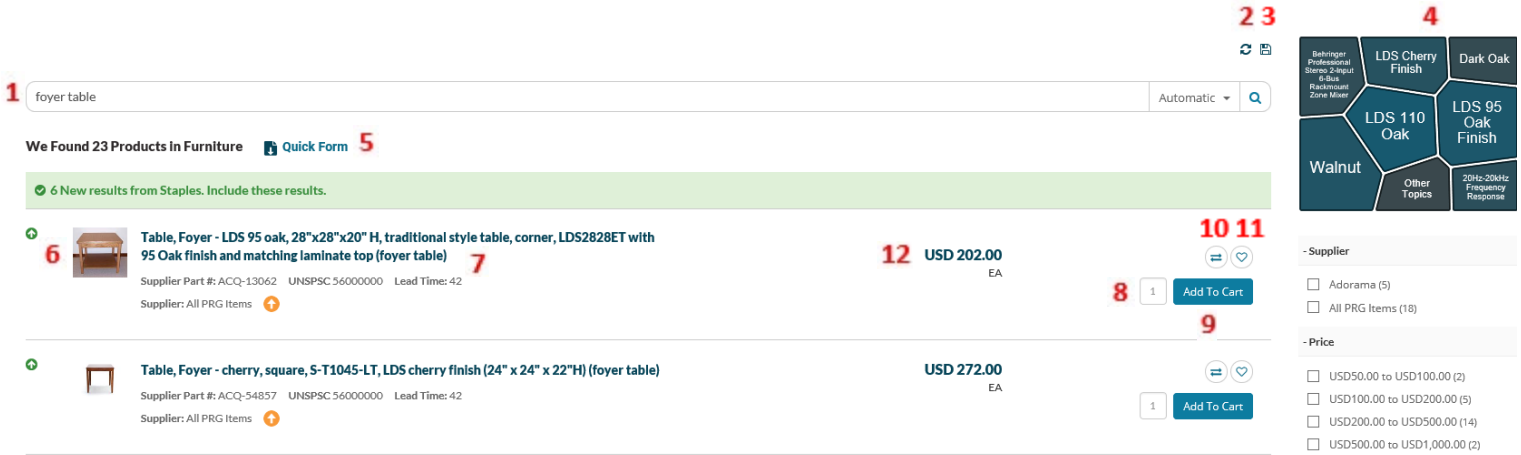 2 3
4
1
foyer table
Automatic
We Found 23 Products in Furniture
Quick Form
5
6 New results from Staples. Include these results.
6
Table, Foyer - LDS 95 oak, 28"x28"x20" H, traditional style table, corner, LDS2828ET with
95 Oak finish and matching laminate top (foyer table)
7
Supplier Part #: ACQ-13062 UNSPSC 56000000 Lead Time: 42
Supplier: All PRG Items
12 USD 202.00
EA
10 11
8 1 Add To Cart
9
Table, Foyer - cherry, square, S-T1045-LT, LDS cherry finish (24" x 24" x 22"H) (foyer table)
Supplier Part #: ACQ-54857 UNSPSC 56000000 Lead Time: 42
Supplier: All PRG Items
USD 272.00
EA
1 Add To Cart
Behringer
Professional
Stereo 2-Input
6-Bus
Rackmount
Zone Mixer
LDS Cherry
Finish
Dark Oak
LDS 110
Oak
LDS 95
Oak
Finish
Walnut
Other
Topics
20Hz-20kHz
Frequency
Response
- Supplier
Adorama (5)
All PRG Items (18)
- Price
USD50.00 to USD100.00 (2)
USD100.00 to USD200.00 (5)
USD200.00 to USD500.00 (14)
USD500.00 to USD1,000.00 (2)